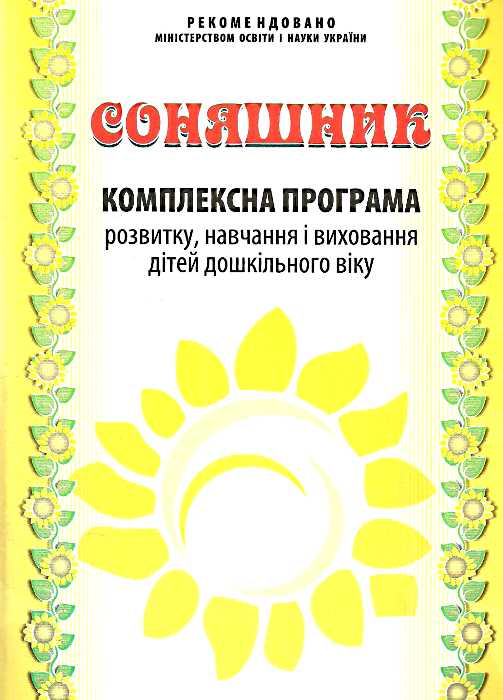 РЕКОМЕНДОВАНО
МІНІСТЕРСТВОМ ОСВІТИ І НАУКИ УКРАЇНИ
СОНЯШНИК
КОМПЛЕКСНА ПРОГРАМА
розвитку, навчання і виховання
дітей дошкільного віку